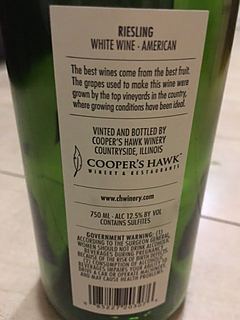 RIESLING
WHITE WINE - AMERICAN
The best wines come from the best fruit.
The grapes used to make this wine were
grown by the top vineyards in the country,
where growing conditions have been ideal.
VINTED AND BOTTLED BY
COOPER'S HAWK WINERY
COUNTRYSIDE, ILLINOIS
COOPER'S HAWK
WINERY & RESTAURANTS
www.chwinery.com
750 ML - ALC 12.5% BY VOL
CONTAINS SULFITES
GOVERNMENT WARNING: (1)
ACCORDING TO THE SURGEON GENERAL,
WOMEN SHOULD NOT DRINK ALCOHOLIC
BEVERAGES DURING PREGNANCY
BECAUSE OF THE RISK OF BIRTH DEFECTS.
(2) CONSUMPTION OF ALCOHOLIC
BEVERAGES IMPAIRS YOUR ABILITY TO
DRIVE A CAR OR OPERATE MACHINERY,
AND MAY CAUSE HEALTH PROBLEMS